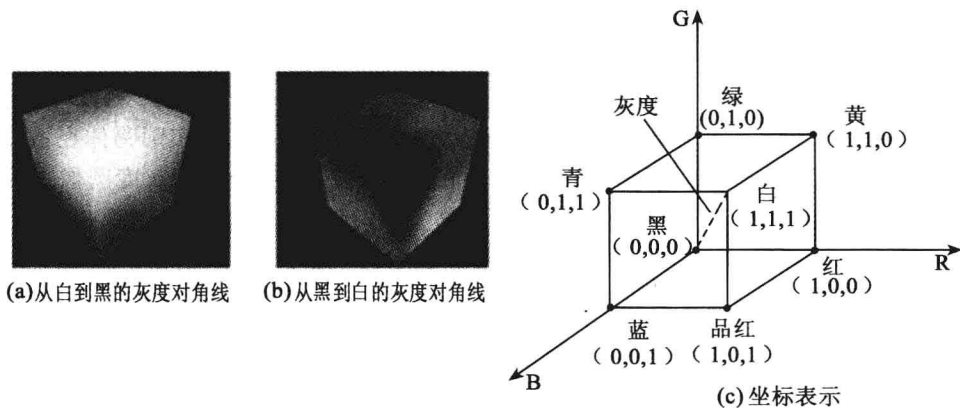 G
绿
(0,1,0)
灰度
黄
( 1,1,0 )
青
( 0,1,1 )
白
( 1,1,1 )
黑
( 0,0,0 )
R
红
( 1,0,0 )
蓝
( 0,0,1 )
品红
( 1,0,1 )
B
(a)从白到黑的灰度对角线
(b)从黑到白的灰度对角线
(c) 坐标表示